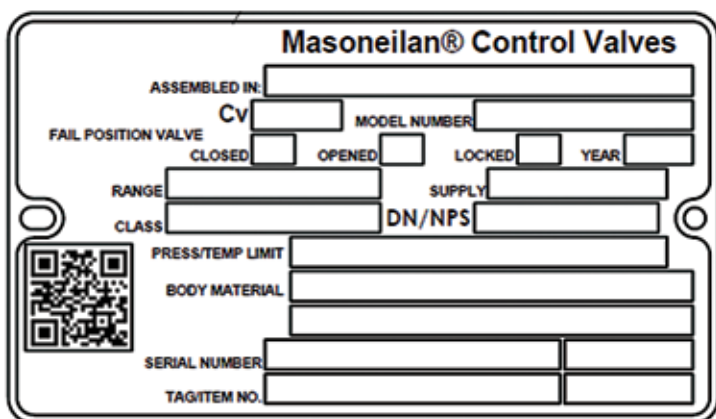 Masoneilan® Control Valves
ASSEMBLED IN:
Cv MODEL NUMBER
FAIL POSITION VALVE
CLOSED OPENED LOCKED YEAR
RANGE SUPPLY
CLASS DN/NPS
PRESS/TEMP LIMIT
BODY MATERIAL
SERIAL NUMBER
TAG/ITEM NO.